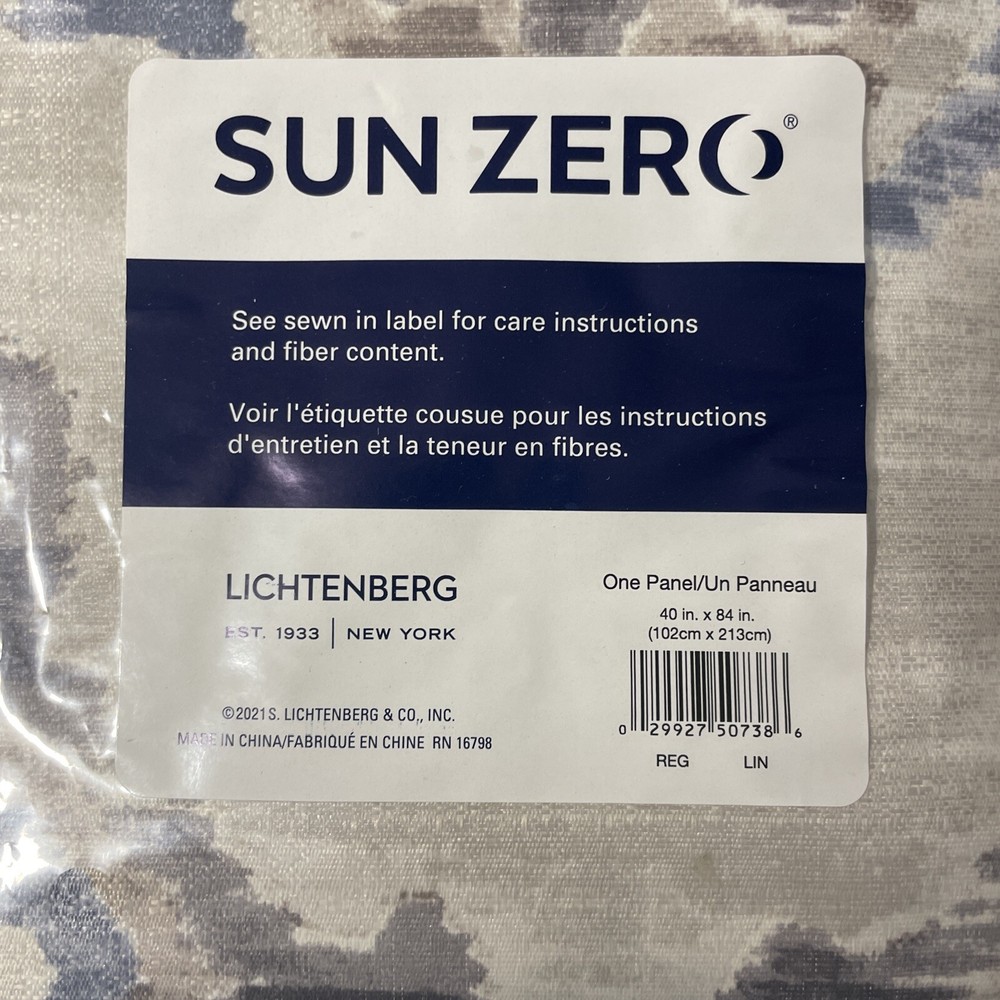 SUN ZERO®
See sewn in label for care instructions
and fiber content.
Voir l'étiquette cousue pour les instructions
d'entretien et la teneur en fibres.
LICHTENBERG
EST. 1933 | NEW YORK
©2021 S. LICHTENBERG & CO., INC.
MADE IN CHINA/FABRIQUÉ EN CHINE RN 16798
One Panel/Un Panneau
40 in. x 84 in.
(102cm x 213cm)
0 29927 50738 6
REG LIN